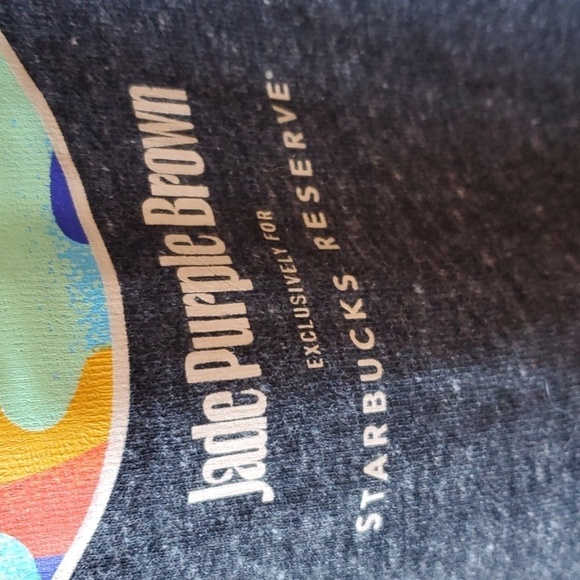 Jade Purple Brown
EXCLUSIVELY FOR
STARBUCKS RESERVE®